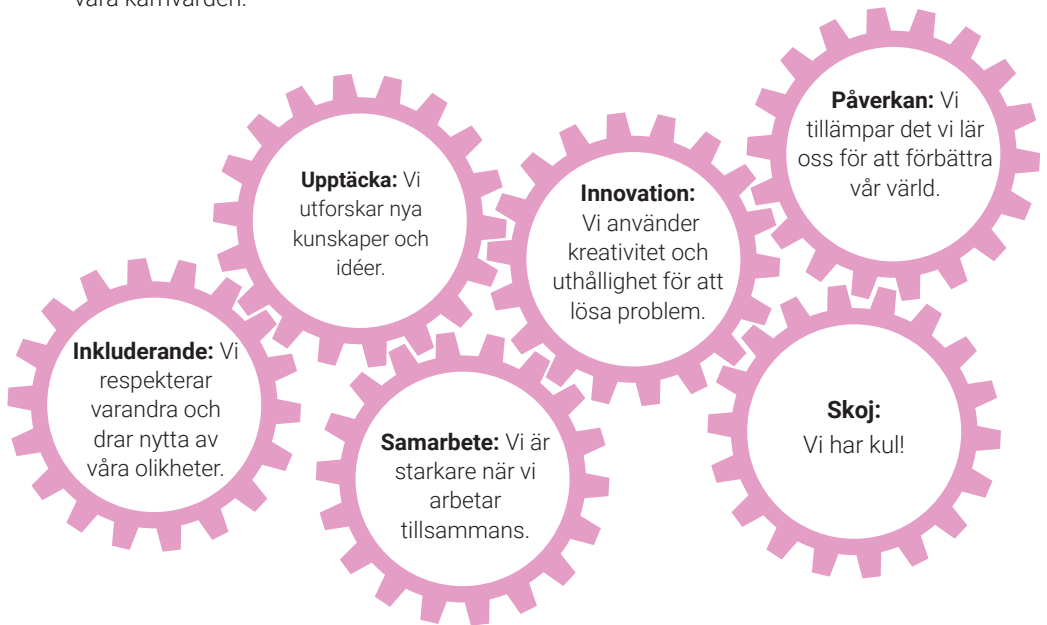 våra kärnvärden.
Upptäcka: Vi
utforskar nya
kunskaper och
idéer.
Innovation:
Vi använder
kreativitet och
uthållighet för att
lösa problem.
Påverkan: Vi
tillämpar det vi lär
oss för att förbättra
vår värld.
Inkluderande: Vi
respekterar
varandra och
drar nytta av
våra olikheter.
Samarbete: Vi är
starkare när vi
arbetar
tillsammans.
Skoj:
Vi har kul!